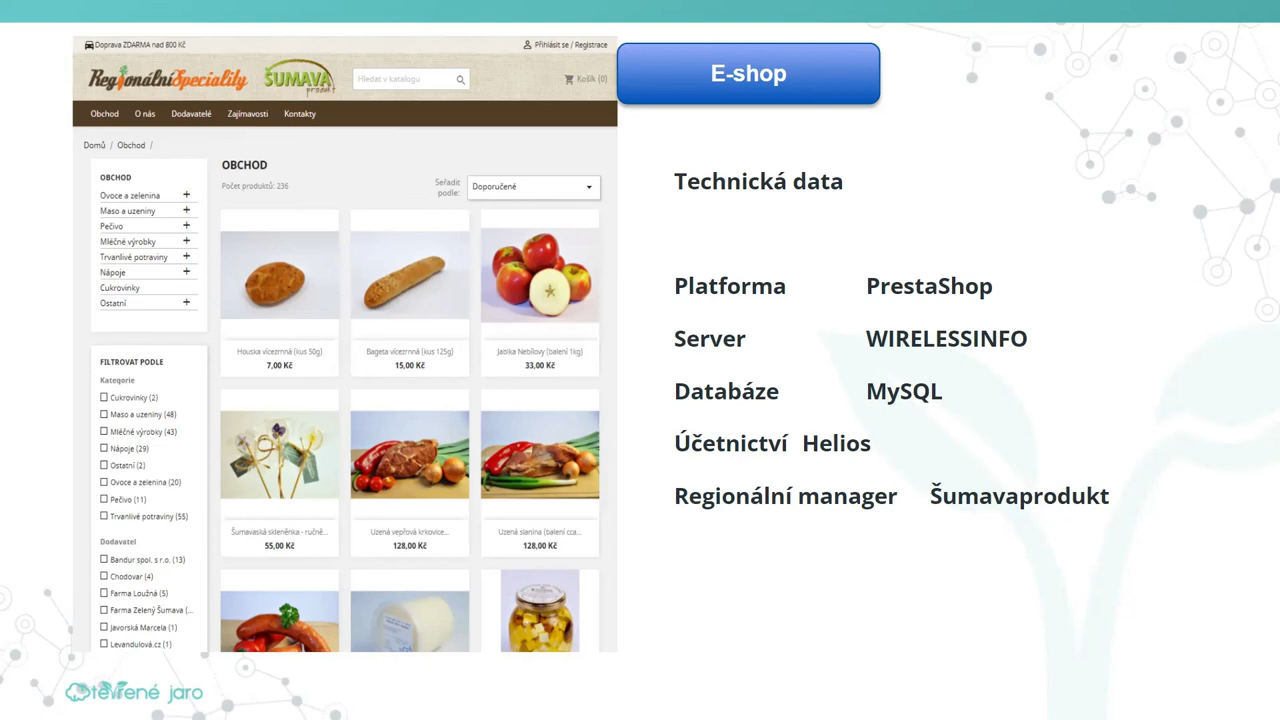 Doprava ZDARMA nad 800 Kč
Přihlásit se / Registrace
RegionálníSpeciality
ŠUMAVA
produkt
Hledat v katalogu
Košík (0)
Obchod O nás Dodavatelé Zajímavosti Kontakty
Domů / Obchod /
OBCHOD
Ovoce a zelenina
Maso a uzeniny
Pečivo
Mléčné výrobky
Trvanlivé potraviny
Nápoje
Cukrovinky
Ostatní
FILTROVAT PODLE
Kategorie
Cukrovinky (2)
Maso a uzeniny (48)
Mléčné výrobky (43)
Nápoje (29)
Ostatní (2)
Ovoce a zelenina (20)
Pečivo (11)
Trvanlivé potraviny (55)
Dodavatel
Bandur spol. s r.o. (13)
Chodovar (4)
Farma Loužná (5)
Farma Zelený Šumava (...
Javorská Marcela (1)
Levandulová.cz (1)
OBCHOD
Počet produktů: 236
Seřadit
podle:
Doporučené
Houska vícezrnná (kus 50g)
7,00 Kč
Bageta vícezrnná (kus 125g)
15,00 Kč
Jablka Nebílovy (balení 1kg)
33,00 Kč
Šumavaská skleněnka - ručně...
55,00 Kč
Uzená vepřová krkovice...
128,00 Kč
Uzená slanina (balení cca...
128,00 Kč
E-shop
Technická data
Platforma PrestaShop
Server WIRELESSINFO
Databáze MySQL
Účetnictví Helios
Regionální manager Šumavaprodukt
otevřené jaro